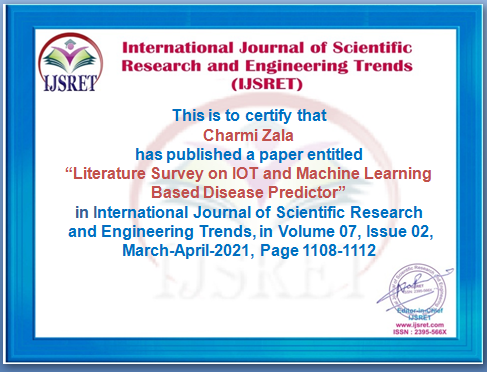 IJSRET
International Journal of Scientific
Research and Engineering Trends
(IJSRET)
This is to certify that
Charmi Zala
has published a paper entitled
“Literature Survey on IOT and Machine Learning
Based Disease Predictor”
in International Journal of Scientific Research
and Engineering Trends, in Volume 07, Issue 02,
March-April-2021, Page 1108-1112
IJSRET
Editor-in-Chief
IJSRET
www.ijsret.com
ISSN : 2395-566X